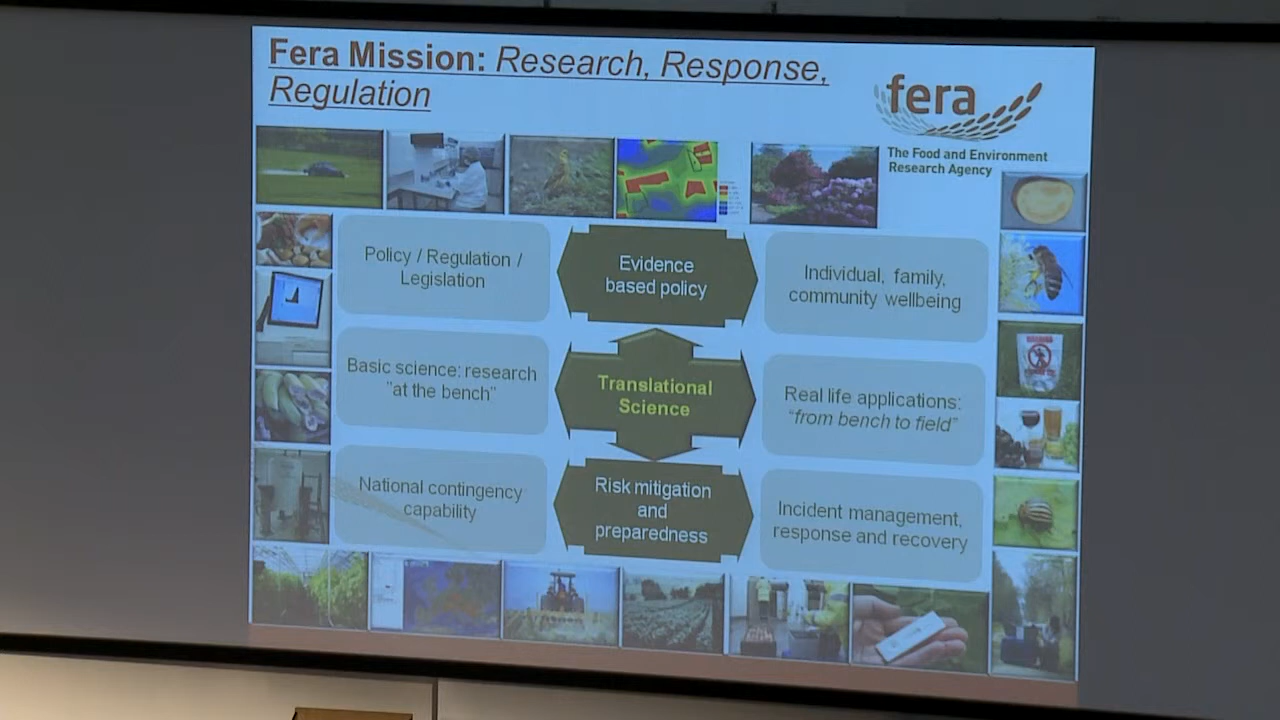 Fera Mission: Research, Response,
Regulation
fera
The Food and Environment
Research Agency
Policy / Regulation /
Legislation
Evidence
based policy
Individual, family,
community wellbeing
Basic science: research
"at the bench"
Translational
Science
Real life applications:
“from bench to field”
National contingency
capability
Risk mitigation
and
preparedness
Incident management,
response and recovery